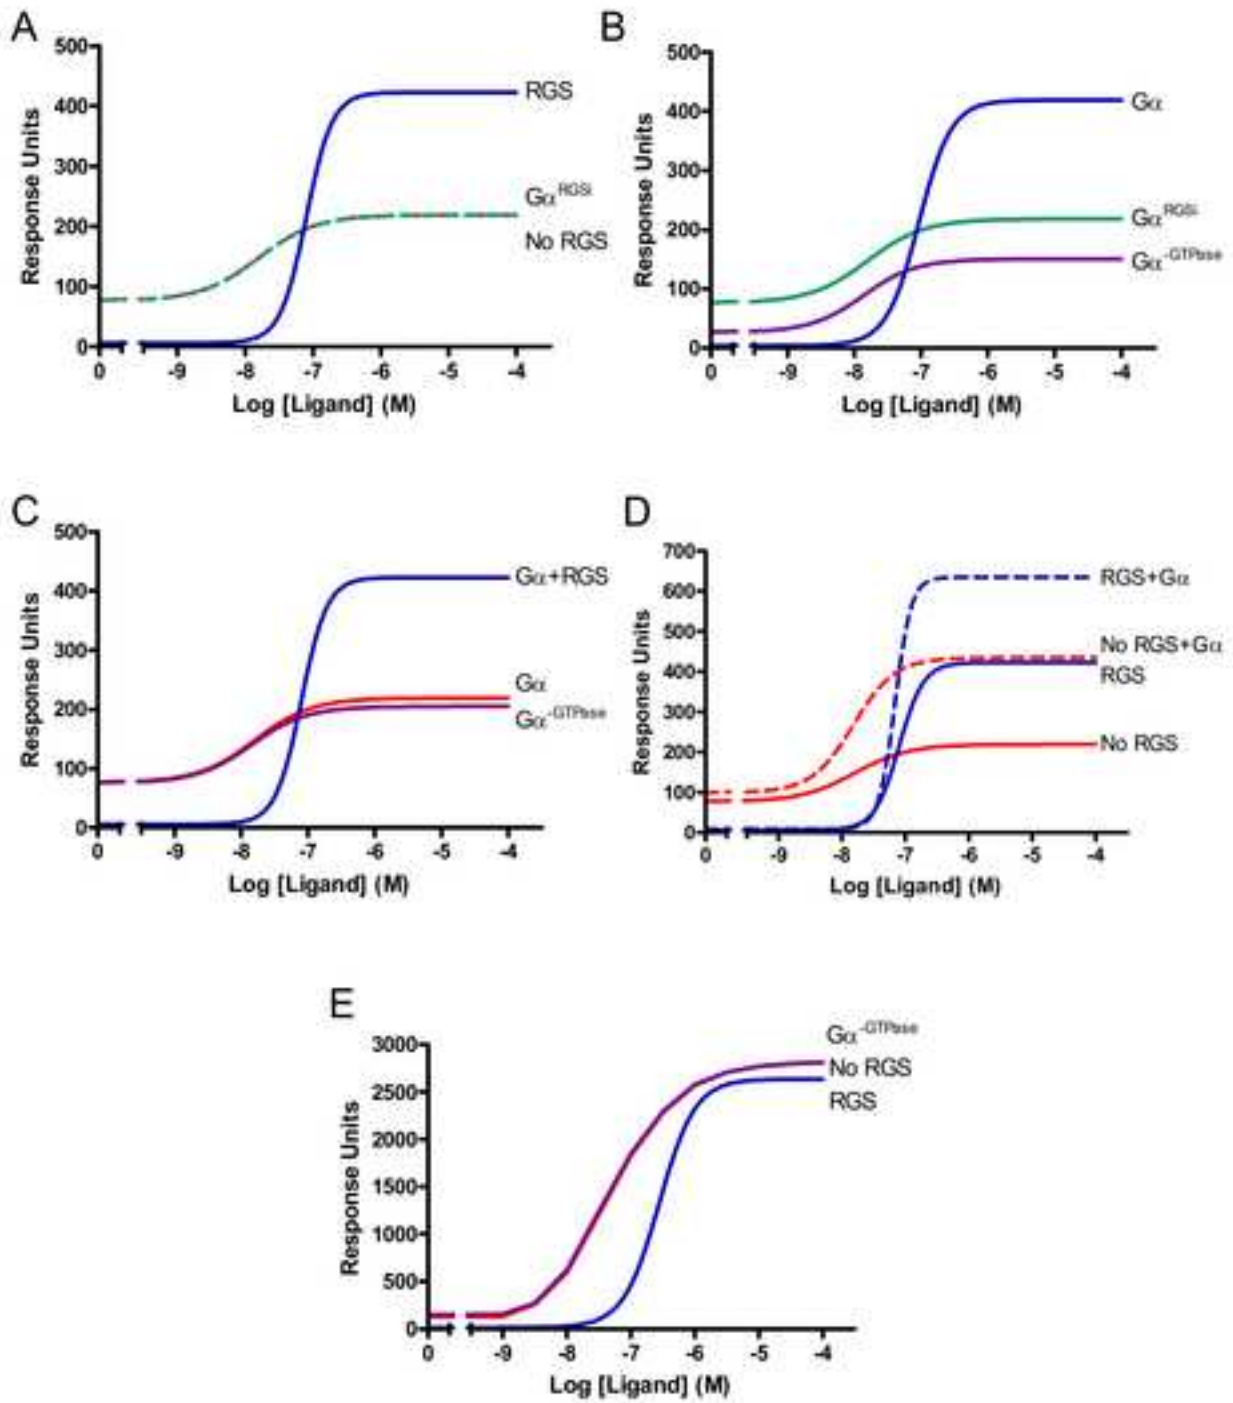 A
500
400
300
200
100
0
Response Units
RGS
Gα^RGSi
No RGS
0 -9 -8 -7 -6 -5 -4
Log [Ligand] (M)
B
500
400
300
200
100
0
Response Units
Gα
Gα^RGSi
Gα^-GTPase
0 -9 -8 -7 -6 -5 -4
Log [Ligand] (M)
C
500
400
300
200
100
0
Response Units
Gα+RGS
Gα
Gα^-GTPase
0 -9 -8 -7 -6 -5 -4
Log [Ligand] (M)
D
700
600
500
400
300
200
100
0
Response Units
RGS+Gα
No RGS+Gα
RGS
No RGS
0 -9 -8 -7 -6 -5 -4
Log [Ligand] (M)
E
3000
2500
2000
1500
1000
500
0
Response Units
Gα^-GTPase
No RGS
RGS
0 -9 -8 -7 -6 -5 -4
Log [Ligand] (M)